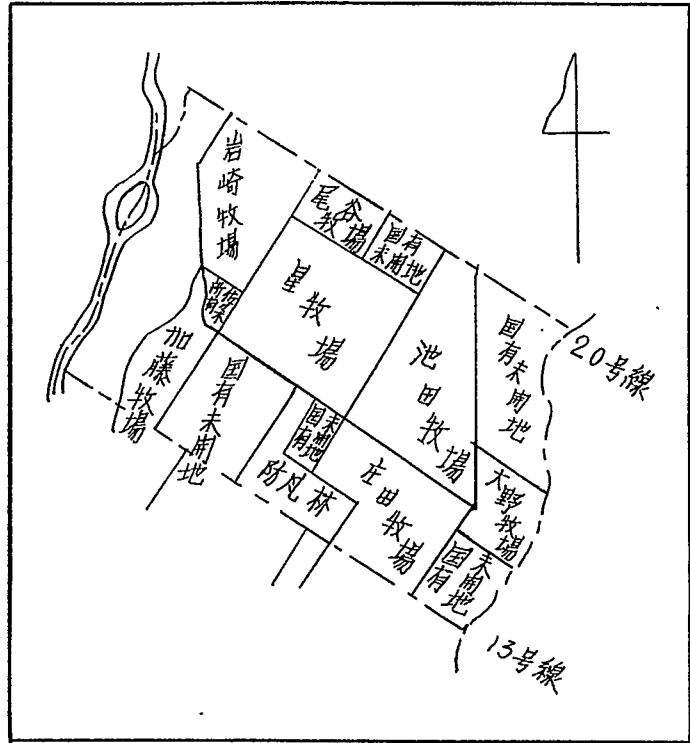 岩崎牧場
尾谷牧場
国有未開地
星牧場
池田牧場
国有未開地
20号線
加藤牧場
国有未開地
国有未開地
防风林
庄田牧場
大野牧場
国有未開地
13号線